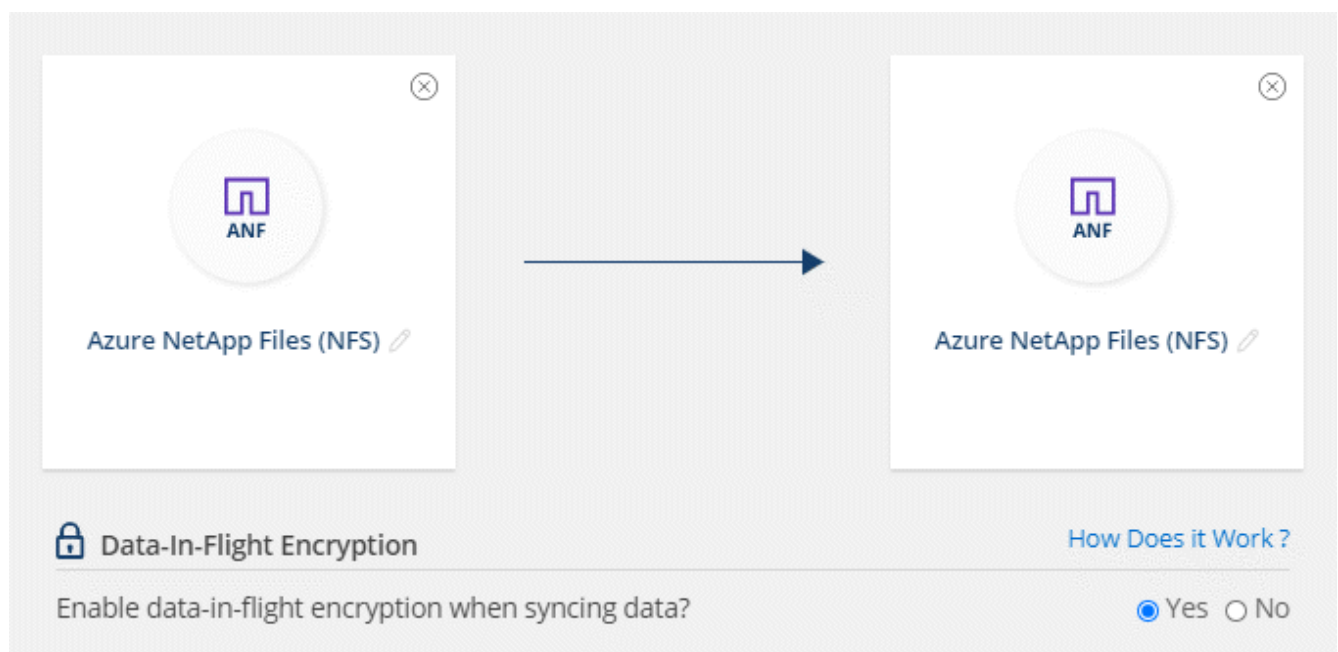 ANF
ANF
Azure NetApp Files (NFS)
Azure NetApp Files (NFS)
Data-In-Flight Encryption
How Does it Work ?
Enable data-in-flight encryption when syncing data?
Yes
No